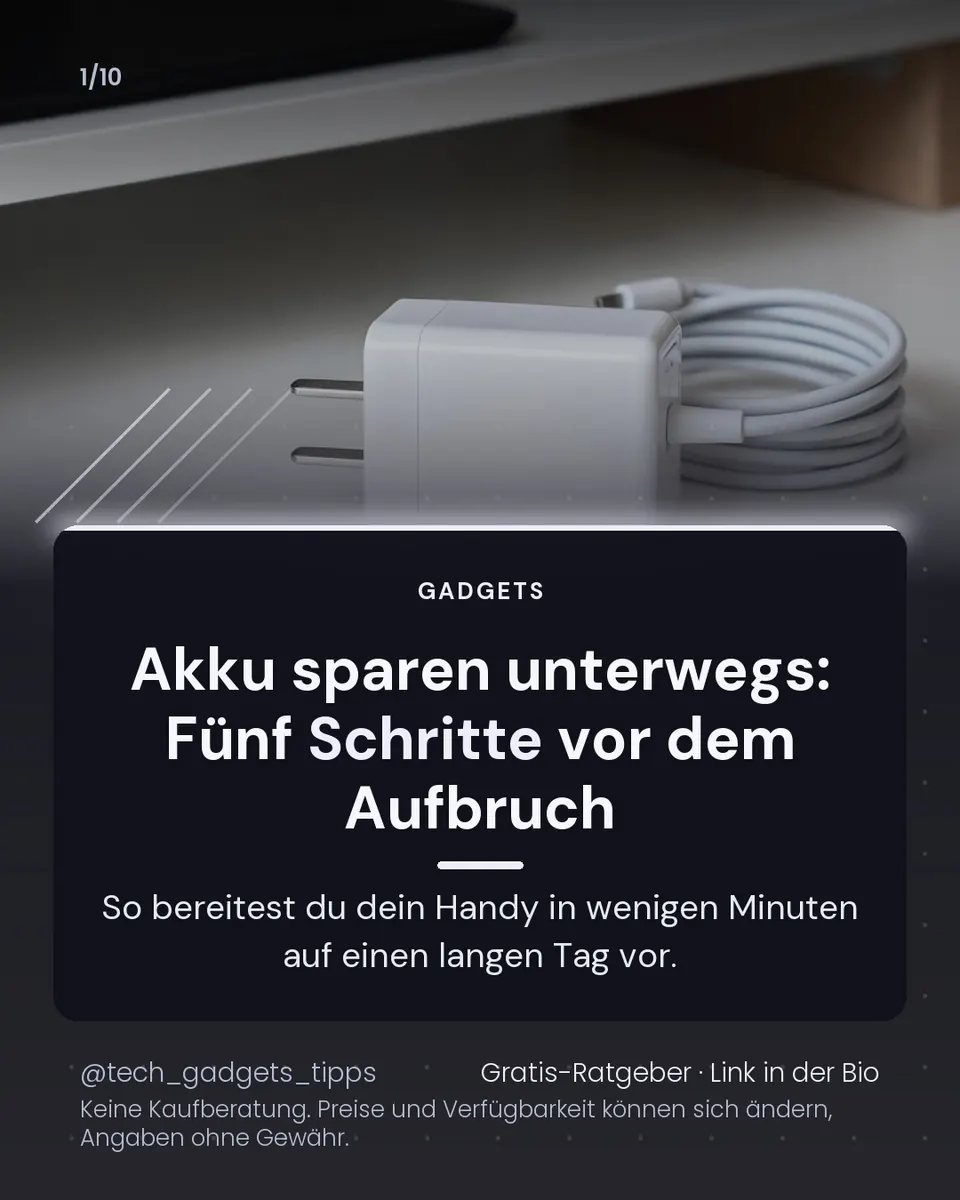 1/10
GADGETS
Akku sparen unterwegs:
Fünf Schritte vor dem
Aufbruch
So bereitest du dein Handy in wenigen Minuten
auf einen langen Tag vor.
@tech_gadgets_tipps
Gratis-Ratgeber · Link in der Bio
Keine Kaufberatung. Preise und Verfügbarkeit können sich ändern,
Angaben ohne Gewähr.